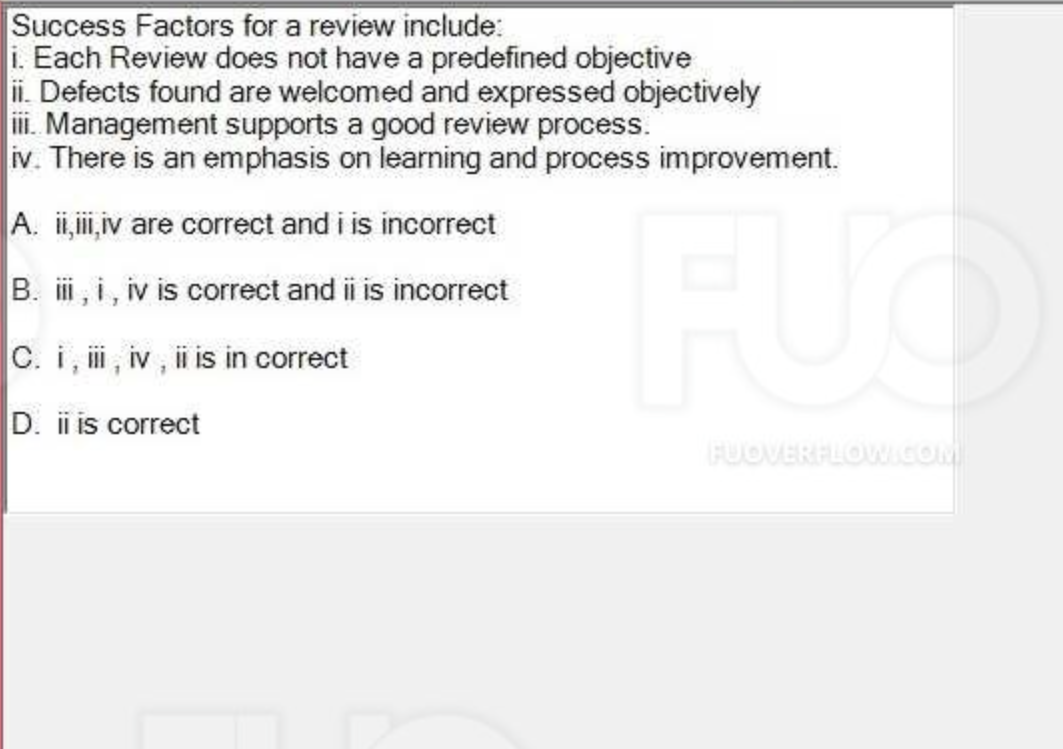 Success Factors for a review include:
i. Each Review does not have a predefined objective
ii. Defects found are welcomed and expressed objectively
iii. Management supports a good review process.
iv. There is an emphasis on learning and process improvement.
A. ii,iii,iv are correct and i is incorrect
B. iii , i , iv is correct and ii is incorrect
C. i , iii , iv , ii is in correct
D. ii is correct
FUO
FUOVERFLOW.COM